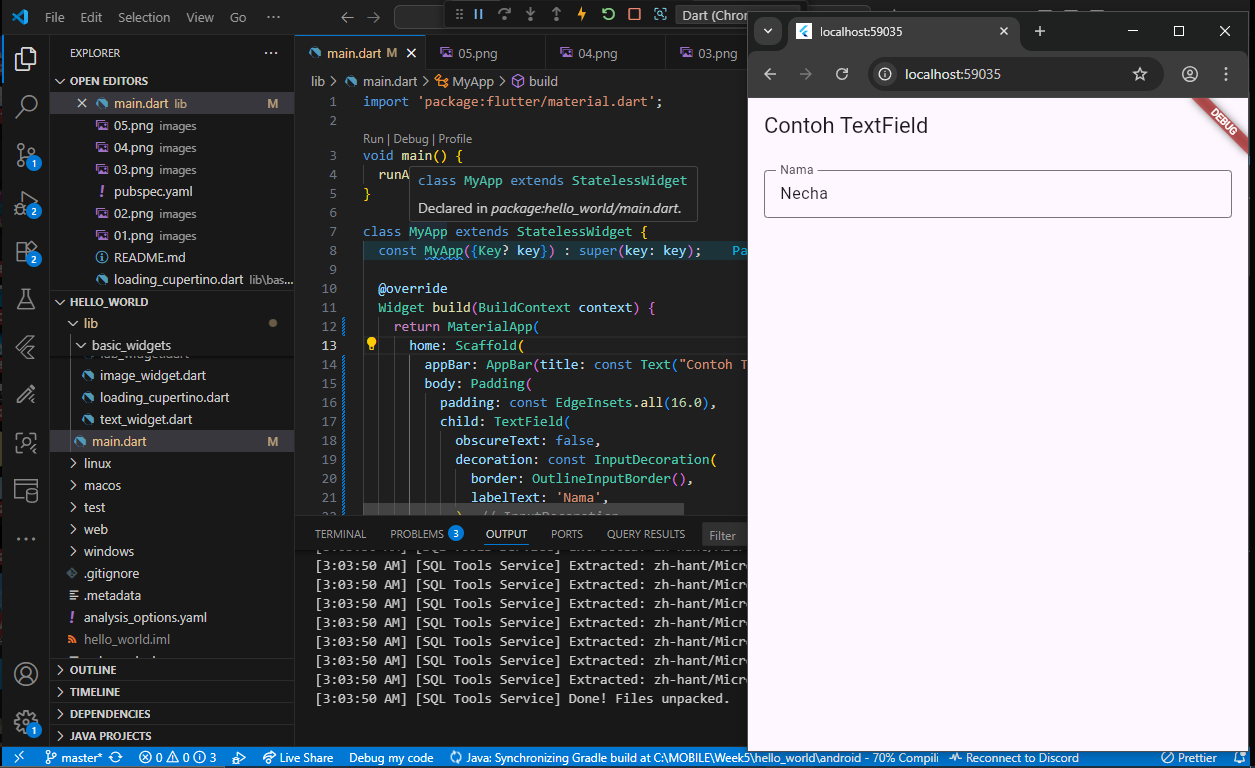 File Edit Selection View Go ···
Dart (Chro
EXPLORER ···
OPEN EDITORS
main.dart lib M
05.png images
04.png images
03.png images
! pubspec.yaml
02.png images
01.png images
README.md
loading_cupertino.dart lib\bas...
HELLO_WORLD
lib
basic_widgets
image_widget.dart
loading_cupertino.dart
text_widget.dart
main.dart M
linux
macos
test
web
windows
.gitignore
.metadata
! analysis_options.yaml
hello_world.iml
OUTLINE
TIMELINE
DEPENDENCIES
JAVA PROJECTS
1
2
2
1
main.dart M
05.png
04.png
03.png
lib > main.dart > MyApp > build
1 import 'package:flutter/material.dart';
2
Run | Debug | Profile
3 void main() {
4 runA
class MyApp extends StatelessWidget
Declared in package:hello_world/main.dart.
5 }
6
7 class MyApp extends StatelessWidget {
8 const MyApp({Key? key}) : super(key: key); Pa
9
10 @override
11 Widget build(BuildContext context) {
12 return MaterialApp(
13 home: Scaffold(
14 appBar: AppBar(title: const Text("Contoh T
15 body: Padding(
16 padding: const EdgeInsets.all(16.0),
17 child: TextField(
18 obscureText: false,
19 decoration: const InputDecoration(
20 border: OutlineInputBorder(),
21 labelText: 'Nama',
22 ) // InputDecoration
TERMINAL PROBLEMS 3 OUTPUT PORTS QUERY RESULTS Filter
[3:03:50 AM] [SQL Tools Service] Extracted: zh-hant/Micr
[3:03:50 AM] [SQL Tools Service] Extracted: zh-hant/Micr
[3:03:50 AM] [SQL Tools Service] Extracted: zh-hant/Micr
[3:03:50 AM] [SQL Tools Service] Extracted: zh-hant/Micr
[3:03:50 AM] [SQL Tools Service] Extracted: zh-hant/Micr
[3:03:50 AM] [SQL Tools Service] Extracted: zh-hant/Micr
[3:03:50 AM] [SQL Tools Service] Extracted: zh-hant/Micr
[3:03:50 AM] [SQL Tools Service] Done! Files unpacked.
localhost:59035
localhost:59035
Contoh TextField
DEBUG
Nama
Necha
master* 0 0 3 Live Share Debug my code Java: Synchronizing Gradle build at C:\MOBILE\Week5\hello_world\android - 70% Compili Reconnect to Discord Prettier